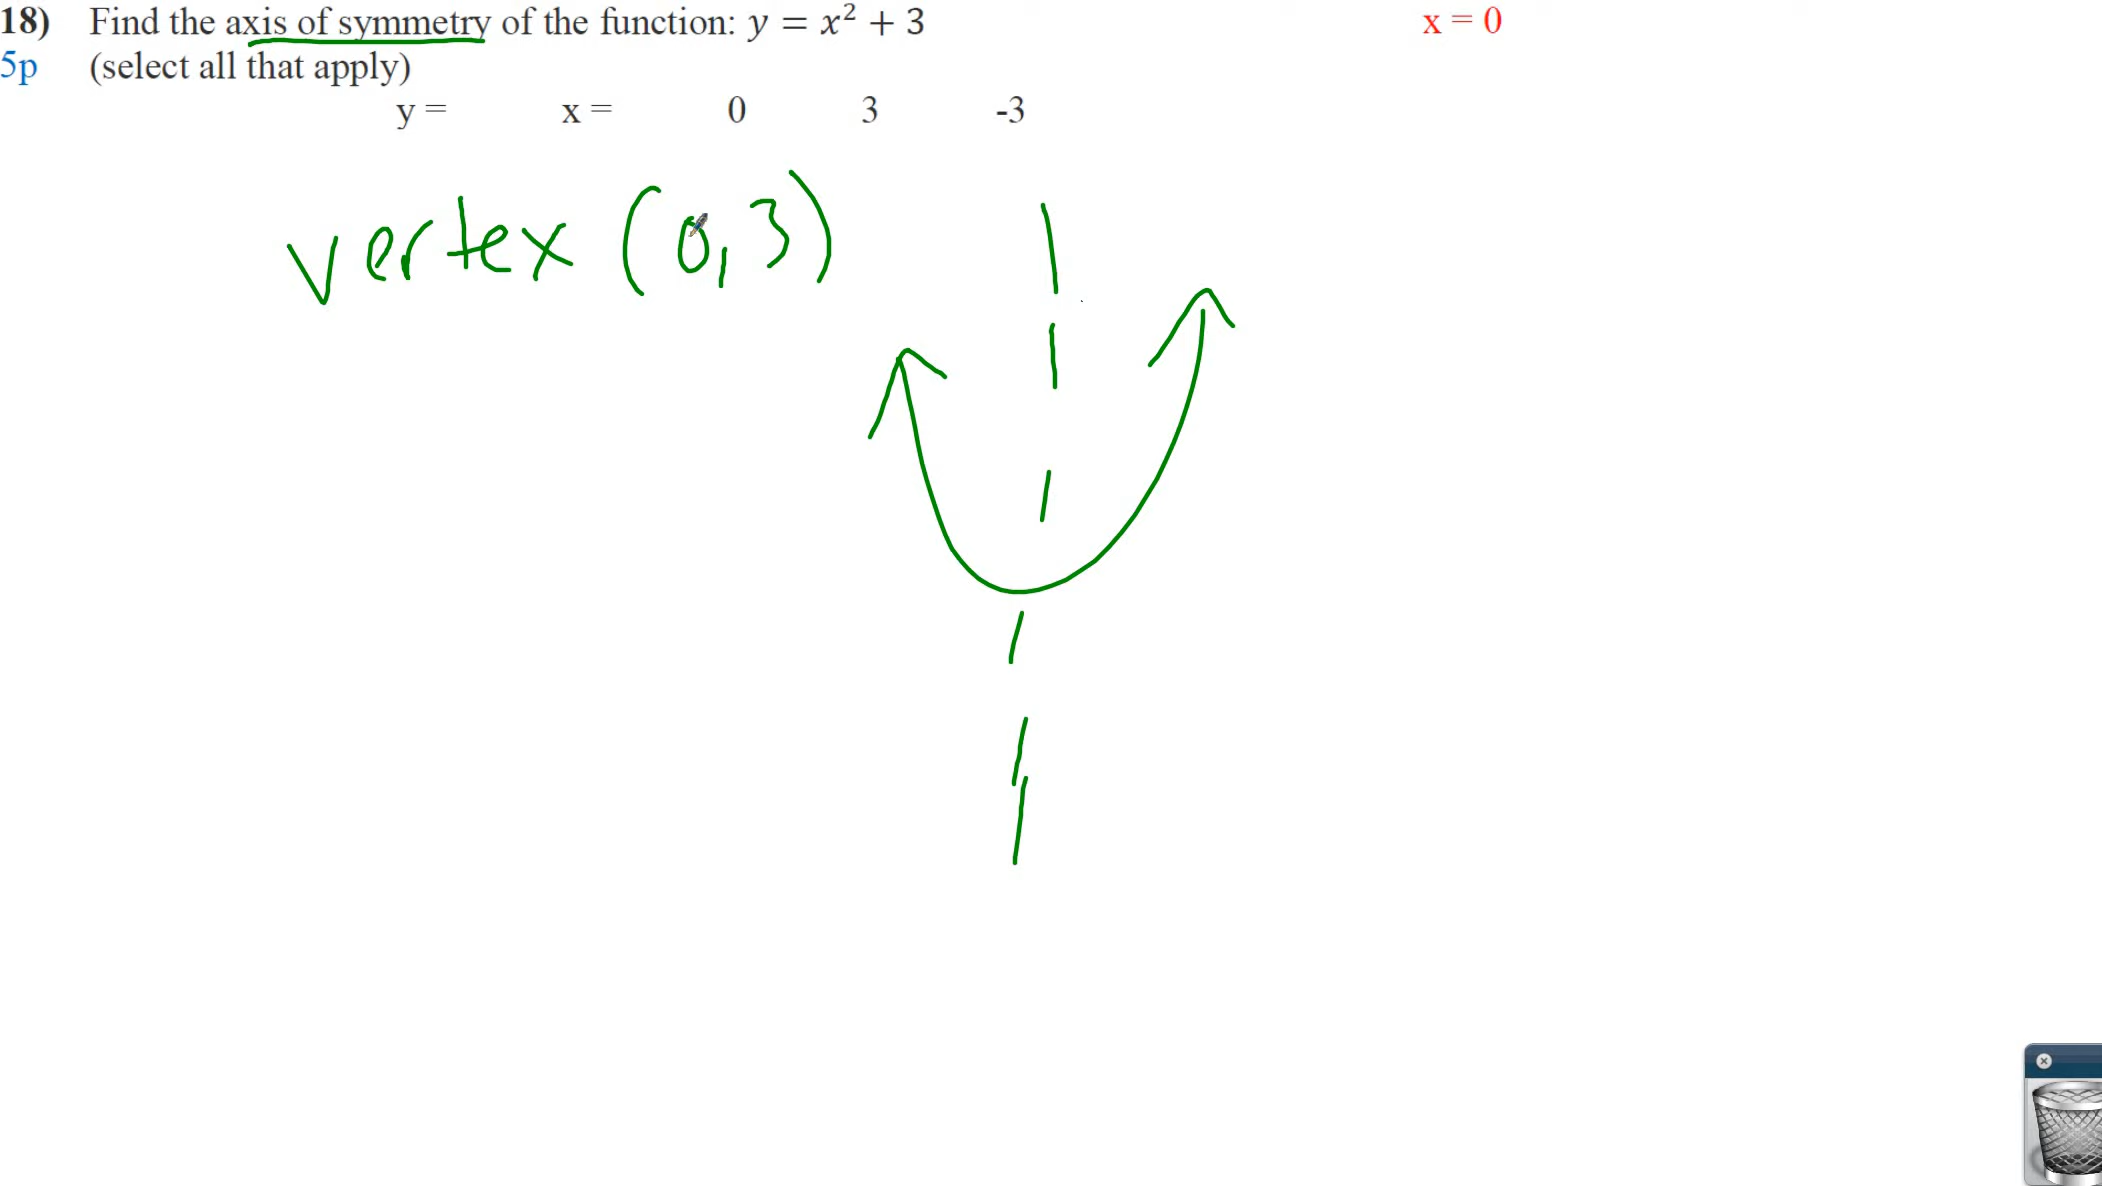 18) Find the axis of symmetry of the function: y = x² + 3 x = 0
5p (select all that apply)
y = x = 0 3 -3
vertex (0,3)